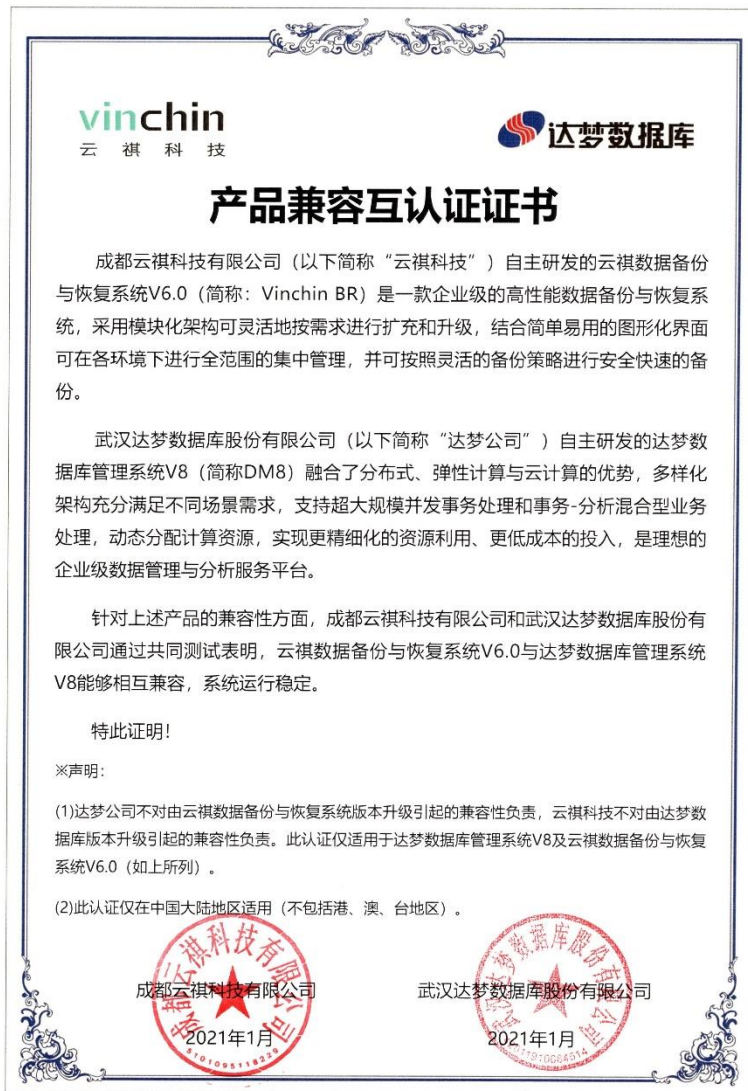 vinchin
云祺科技
达梦数据库
产品兼容互认证证书
成都云祺科技有限公司（以下简称“云祺科技”）自主研发的云祺数据备份
与恢复系统V6.0（简称：Vinchin BR）是一款企业级的高性能数据备份与恢复系
统，采用模块化架构可灵活地按需求进行扩充和升级，结合简单易用的图形化界面
可在各环境下进行全范围的集中管理，并可按照灵活的备份策略进行安全快速的备
份。
武汉达梦数据库股份有限公司（以下简称“达梦公司”）自主研发的达梦数
据库管理系统V8（简称DM8）融合了分布式、弹性计算与云计算的优势，多样化
架构充分满足不同场景需求，支持超大规模并发事务处理和事务-分析混合型业务
处理，动态分配计算资源，实现更精细化的资源利用、更低成本的投入，是理想的
企业级数据管理与分析服务平台。
针对上述产品的兼容性方面，成都云祺科技有限公司和武汉达梦数据库股份有
限公司通过共同测试表明，云祺数据备份与恢复系统V6.0与达梦数据库管理系统
V8能够相互兼容，系统运行稳定。
特此证明！
※声明：
(1)达梦公司不对由云祺数据备份与恢复系统版本升级引起的兼容性负责，云祺科技不对由达梦数
据库版本升级引起的兼容性负责。此认证仅适用于达梦数据库管理系统V8及云祺数据备份与恢复
系统V6.0（如上所列）。
(2)此认证仅在中国大陆地区适用（不包括港、澳、台地区）。
成都云祺科技有限公司
5101095118229
成都云祺科技有限公司
2021年1月
武汉达梦数据库股份有限公司
武汉达梦数据库股份有限公司
2021年1月